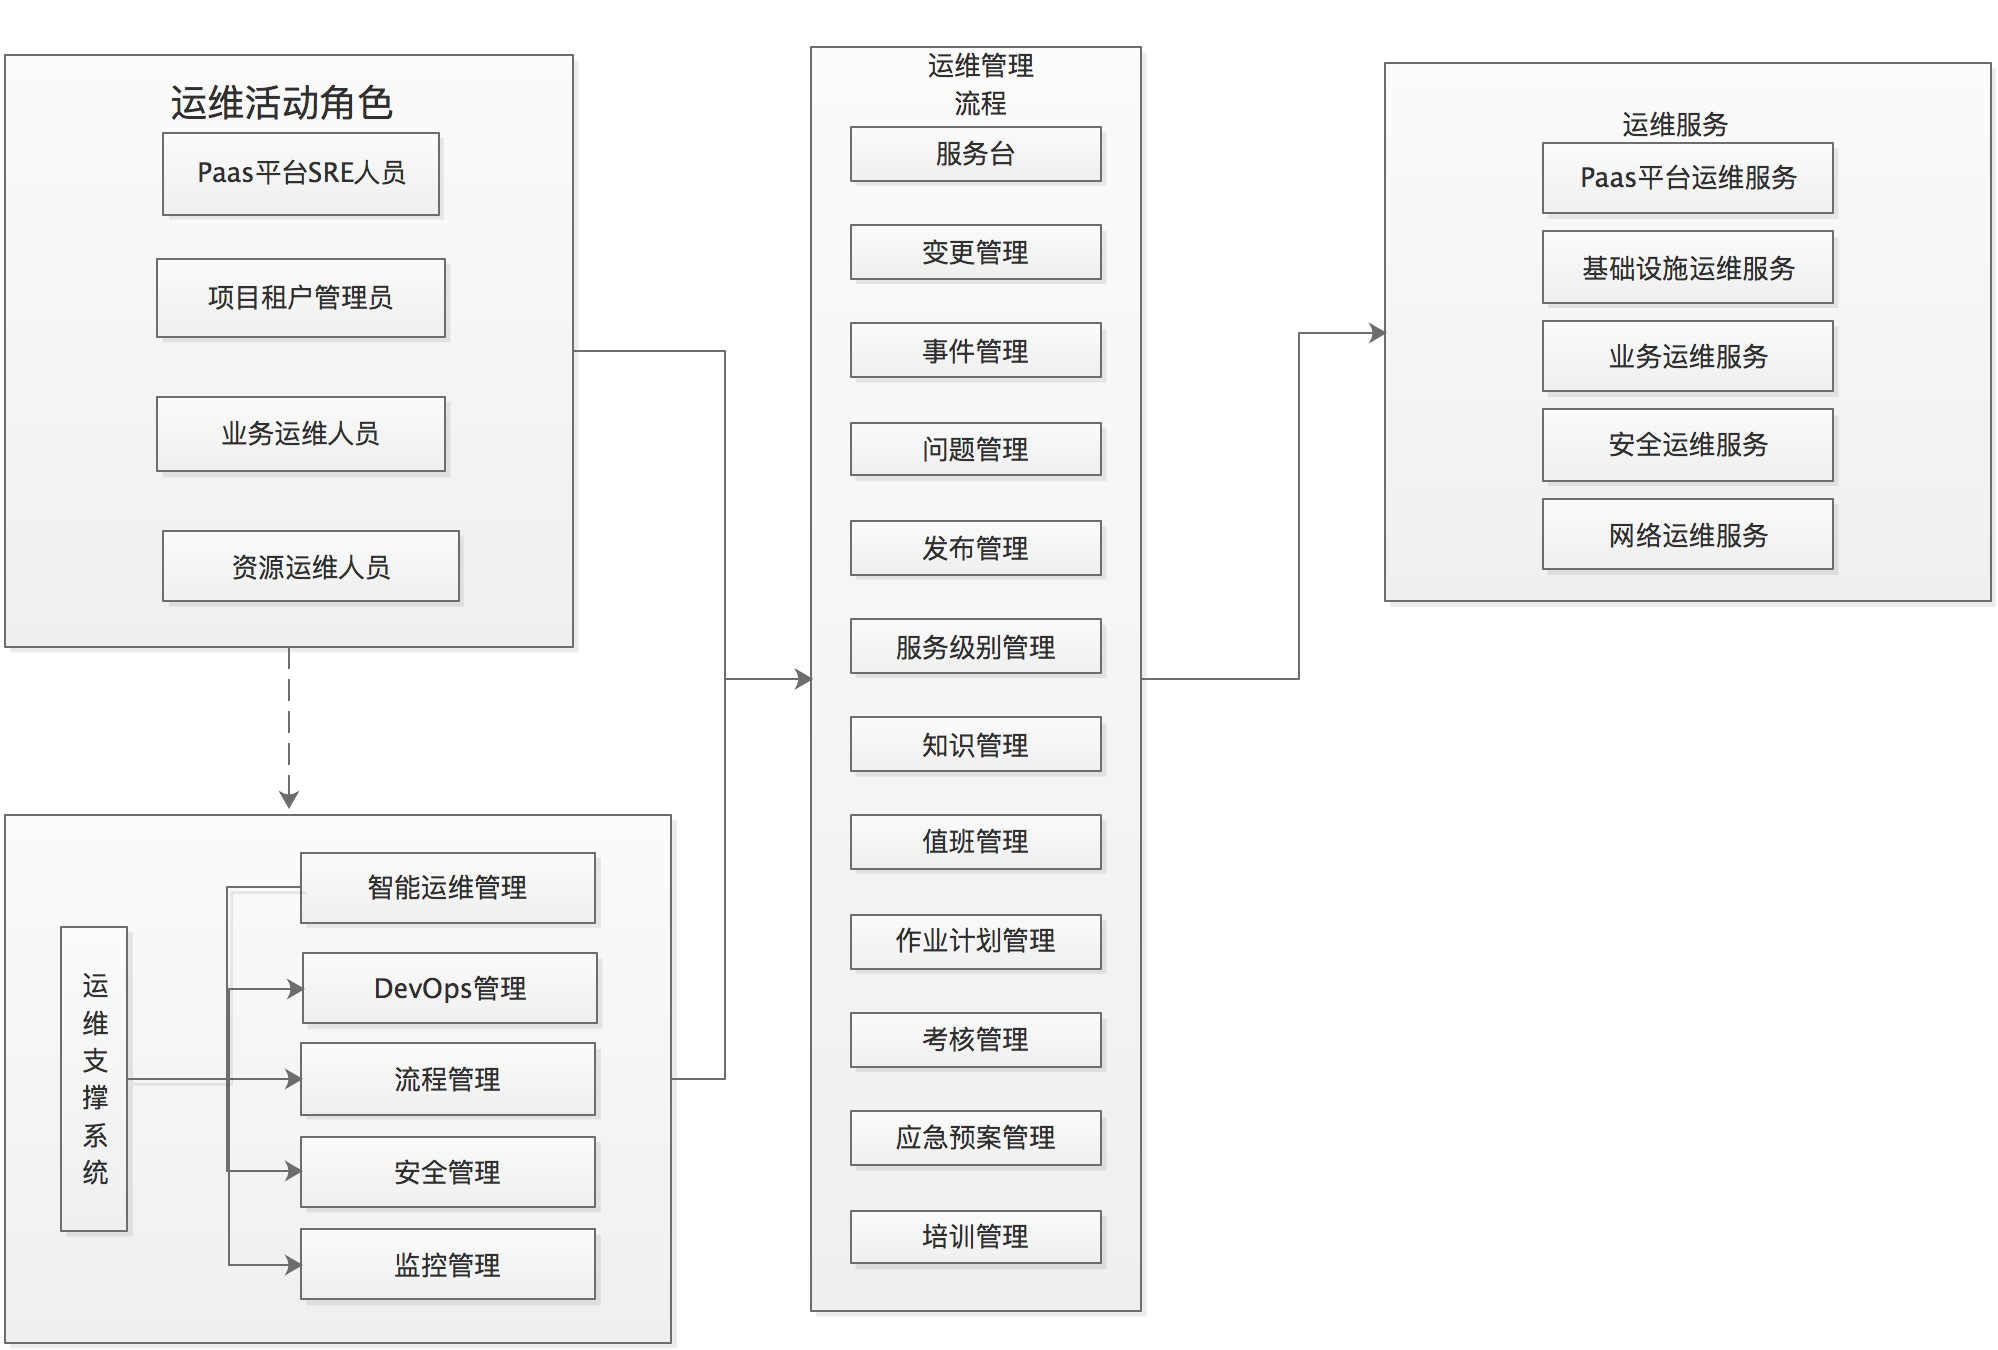 运维活动角色
Paas平台SRE人员
项目租户管理员
业务运维人员
资源运维人员
运维支撑系统
智能运维管理
DevOps管理
流程管理
安全管理
监控管理
运维管理
流程
服务台
变更管理
事件管理
问题管理
发布管理
服务级别管理
知识管理
值班管理
作业计划管理
考核管理
应急预案管理
培训管理
运维服务
Paas平台运维服务
基础设施运维服务
业务运维服务
安全运维服务
网络运维服务